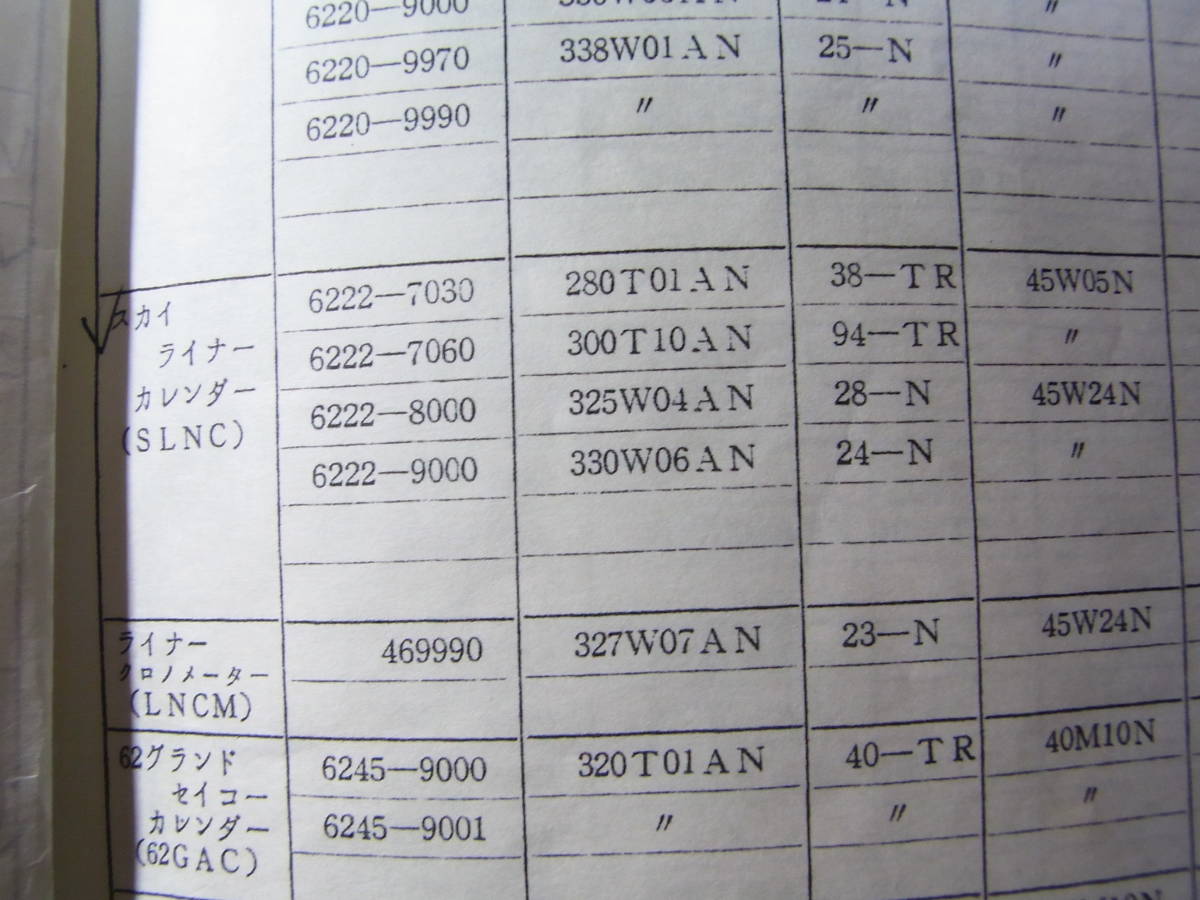 6220—9000
6220—9970 338W01AN 25—N 〃
6220—9990 〃 〃 〃
スカイ
ライナー
カレンダー
(SLNC)
6222—7030 280T01AN 38—TR 45W05N
6222—7060 300T10AN 94—TR 〃
6222—8000 325W04AN 28—N 45W24N
6222—9000 330W06AN 24—N 〃
ライナー
クロノメーター
(LNCM)
469990 327W07AN 23—N 45W24N
62グランド
セイコー
カレンダー
(62GAC)
6245—9000 320T01AN 40—TR 40M10N
6245—9001 〃 〃 〃